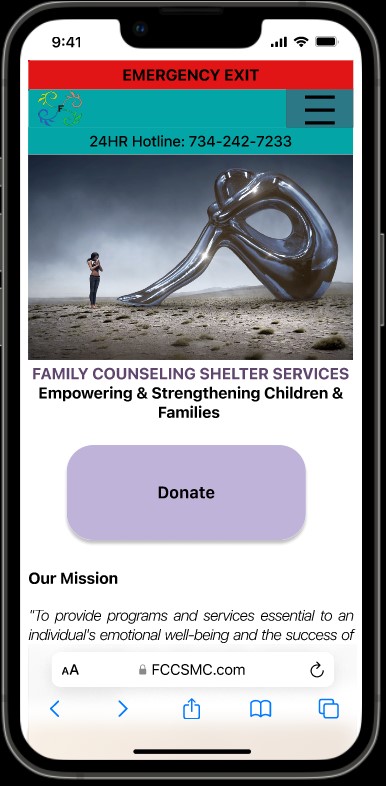 9:41
EMERGENCY EXIT
F
24HR Hotline: 734-242-7233
FAMILY COUNSELING SHELTER SERVICES
Empowering & Strengthening Children &
Families
Donate
Our Mission
"To provide programs and services essential to an
individual's emotional well-being and the success of
AA FCCSMC.com